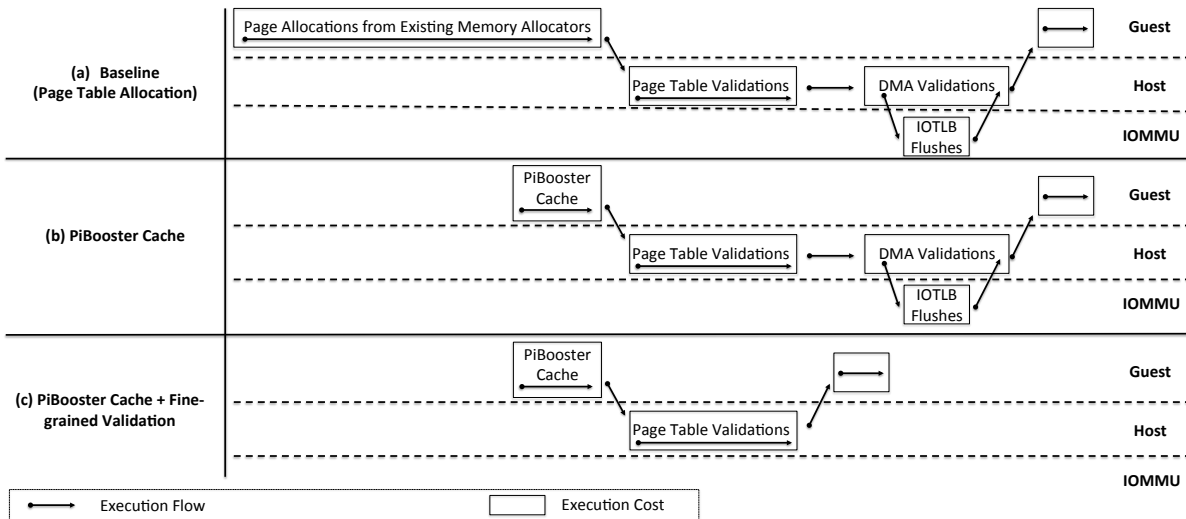 Page Allocations from Existing Memory Allocators
Guest
(a) Baseline
(Page Table Allocation)
Page Table Validations
DMA Validations
Host
IOTLB
Flushes
IOMMU
PiBooster
Cache
Guest
(b) PiBooster Cache
Page Table Validations
DMA Validations
Host
IOTLB
Flushes
IOMMU
PiBooster
Cache
Guest
(c) PiBooster Cache + Fine-
grained Validation
Page Table Validations
Host
IOMMU
Execution Flow
Execution Cost